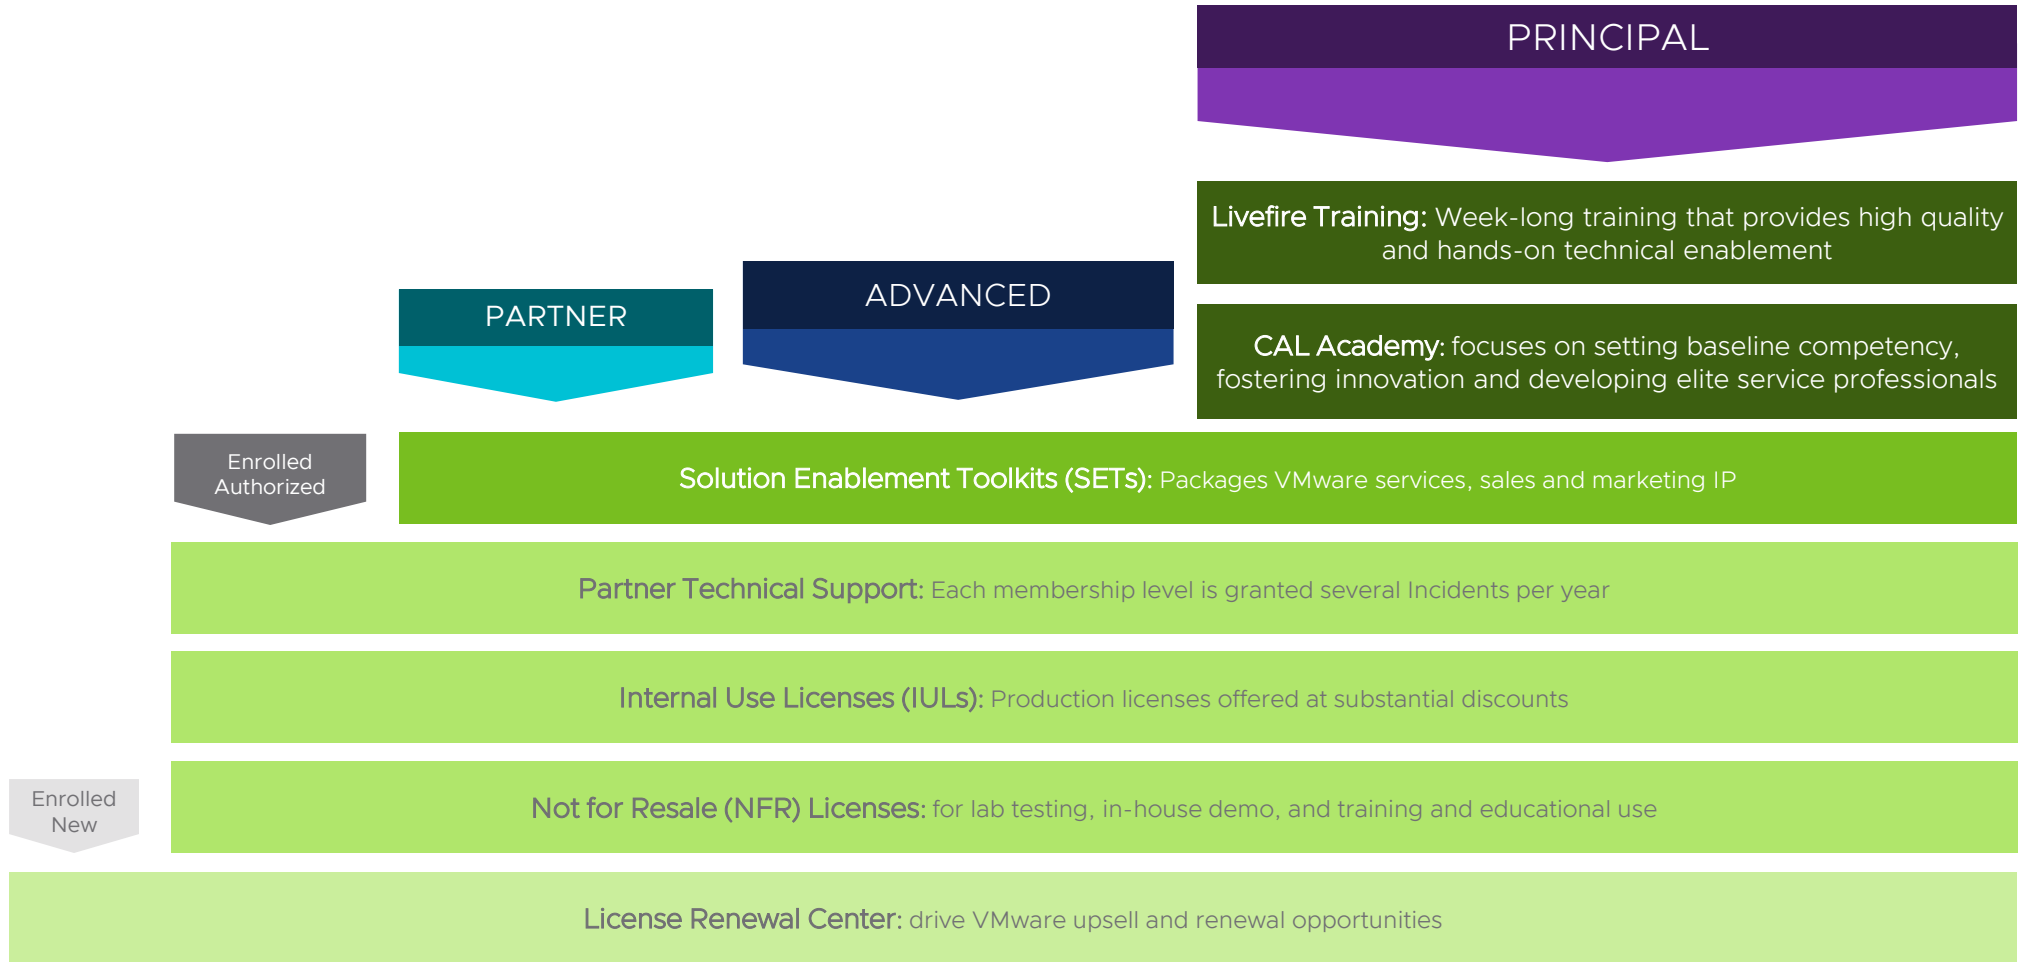 PRINCIPAL
Livefire Training: Week-long training that provides high quality
and hands-on technical enablement
ADVANCED
PARTNER
CAL Academy: focuses on setting baseline competency,
fostering innovation and developing elite service professionals
Enrolled
Authorized
Solution Enablement Toolkits (SETs): Packages VMware services, sales and marketing IP
Partner Technical Support: Each membership level is granted several Incidents per year
Internal Use Licenses (IULs): Production licenses offered at substantial discounts
Enrolled
New
Not for Resale (NFR) Licenses: for lab testing, in-house demo, and training and educational use
License Renewal Center: drive VMware upsell and renewal opportunities